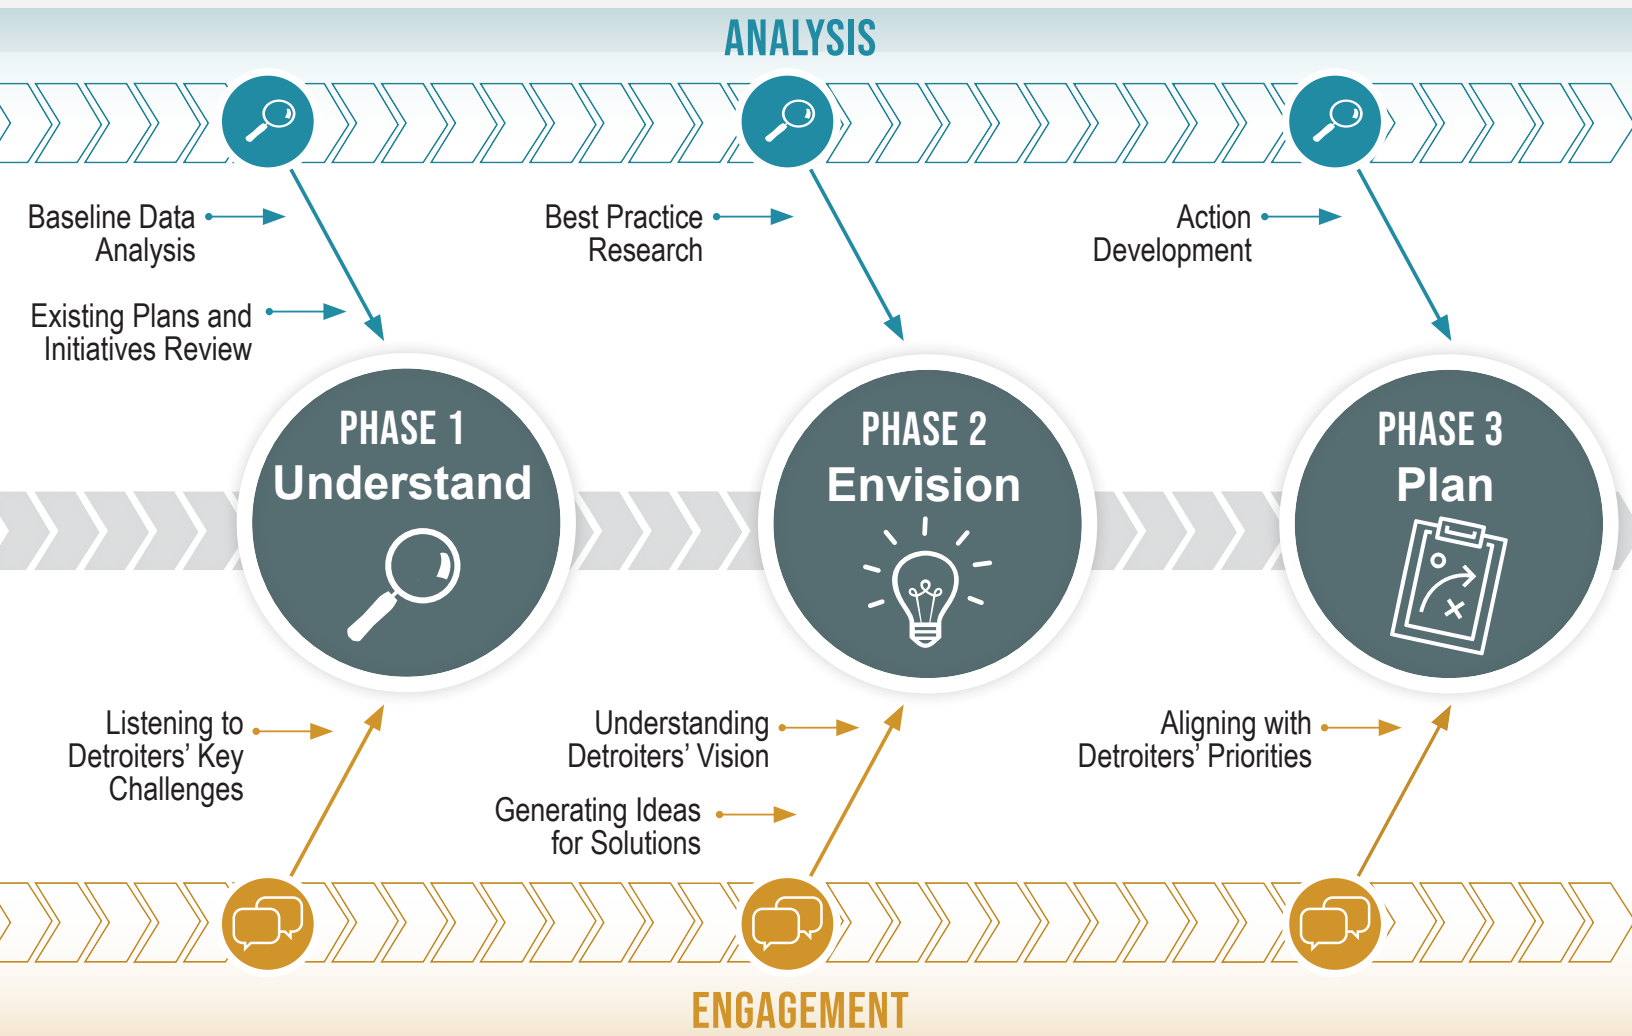 ANALYSIS
Baseline Data
Analysis
Existing Plans and
Initiatives Review
Best Practice
Research
Action
Development
PHASE 1
Understand
PHASE 2
Envision
PHASE 3
Plan
Listening to
Detroiters’ Key
Challenges
Understanding
Detroiters’ Vision
Generating Ideas
for Solutions
Aligning with
Detroiters’ Priorities
ENGAGEMENT